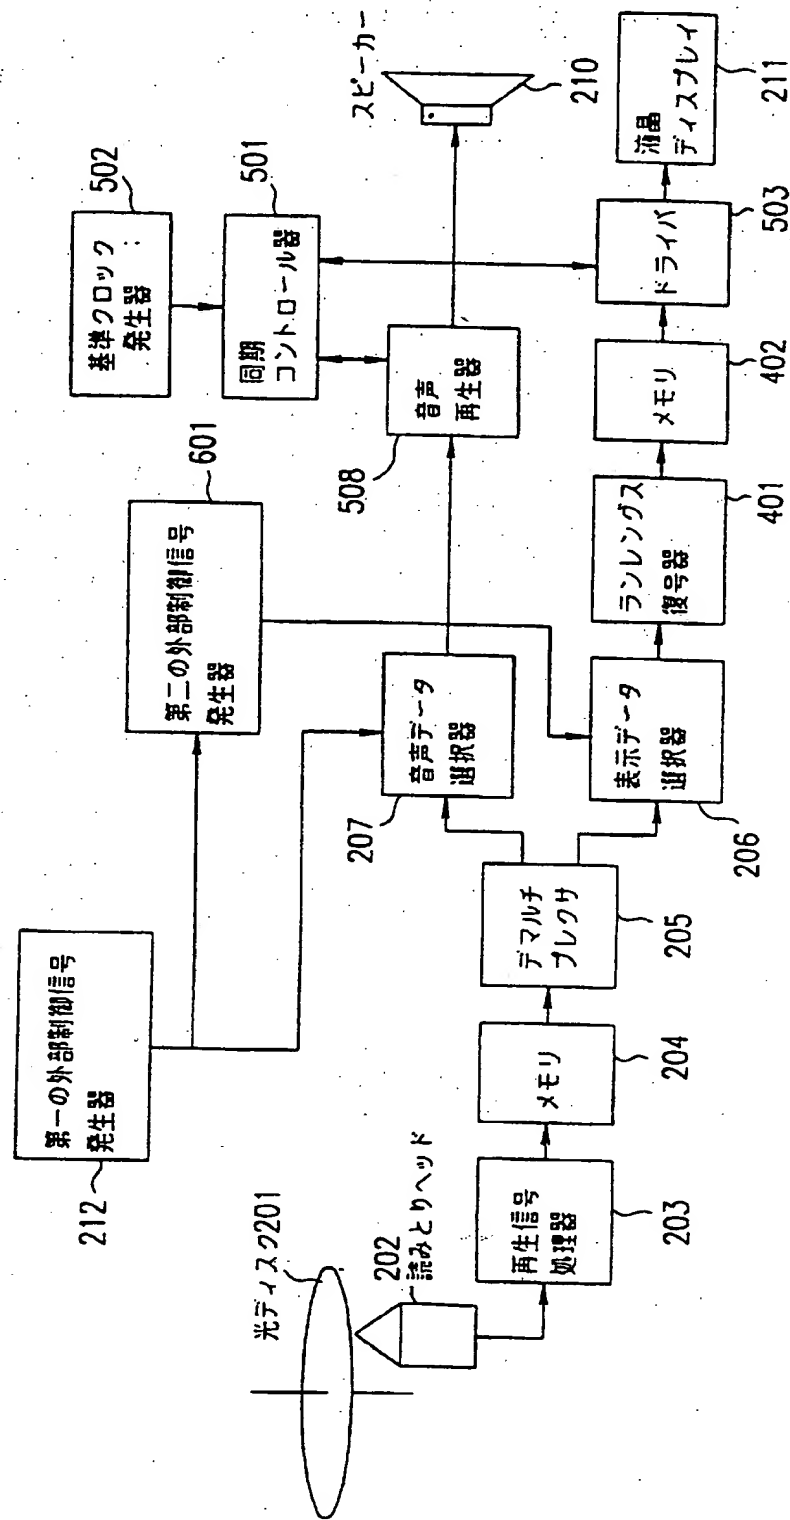 光ディスク201
202
読みとりヘッド
再生信号
処理器
203
メモリ
204
デマルチ
プレクサ
205
第一の外部制御信号
発生器
212
第二の外部制御信号
発生器
601
音声データ
選択器
207
表示データ
選択器
206
基準クロック
発生器
502
同期
コントロール器
501
音声
再生器
508
ランレングス
復号器
401
メモリ
402
ドライバ
503
スピーカー
210
液晶
ディスプレイ
211